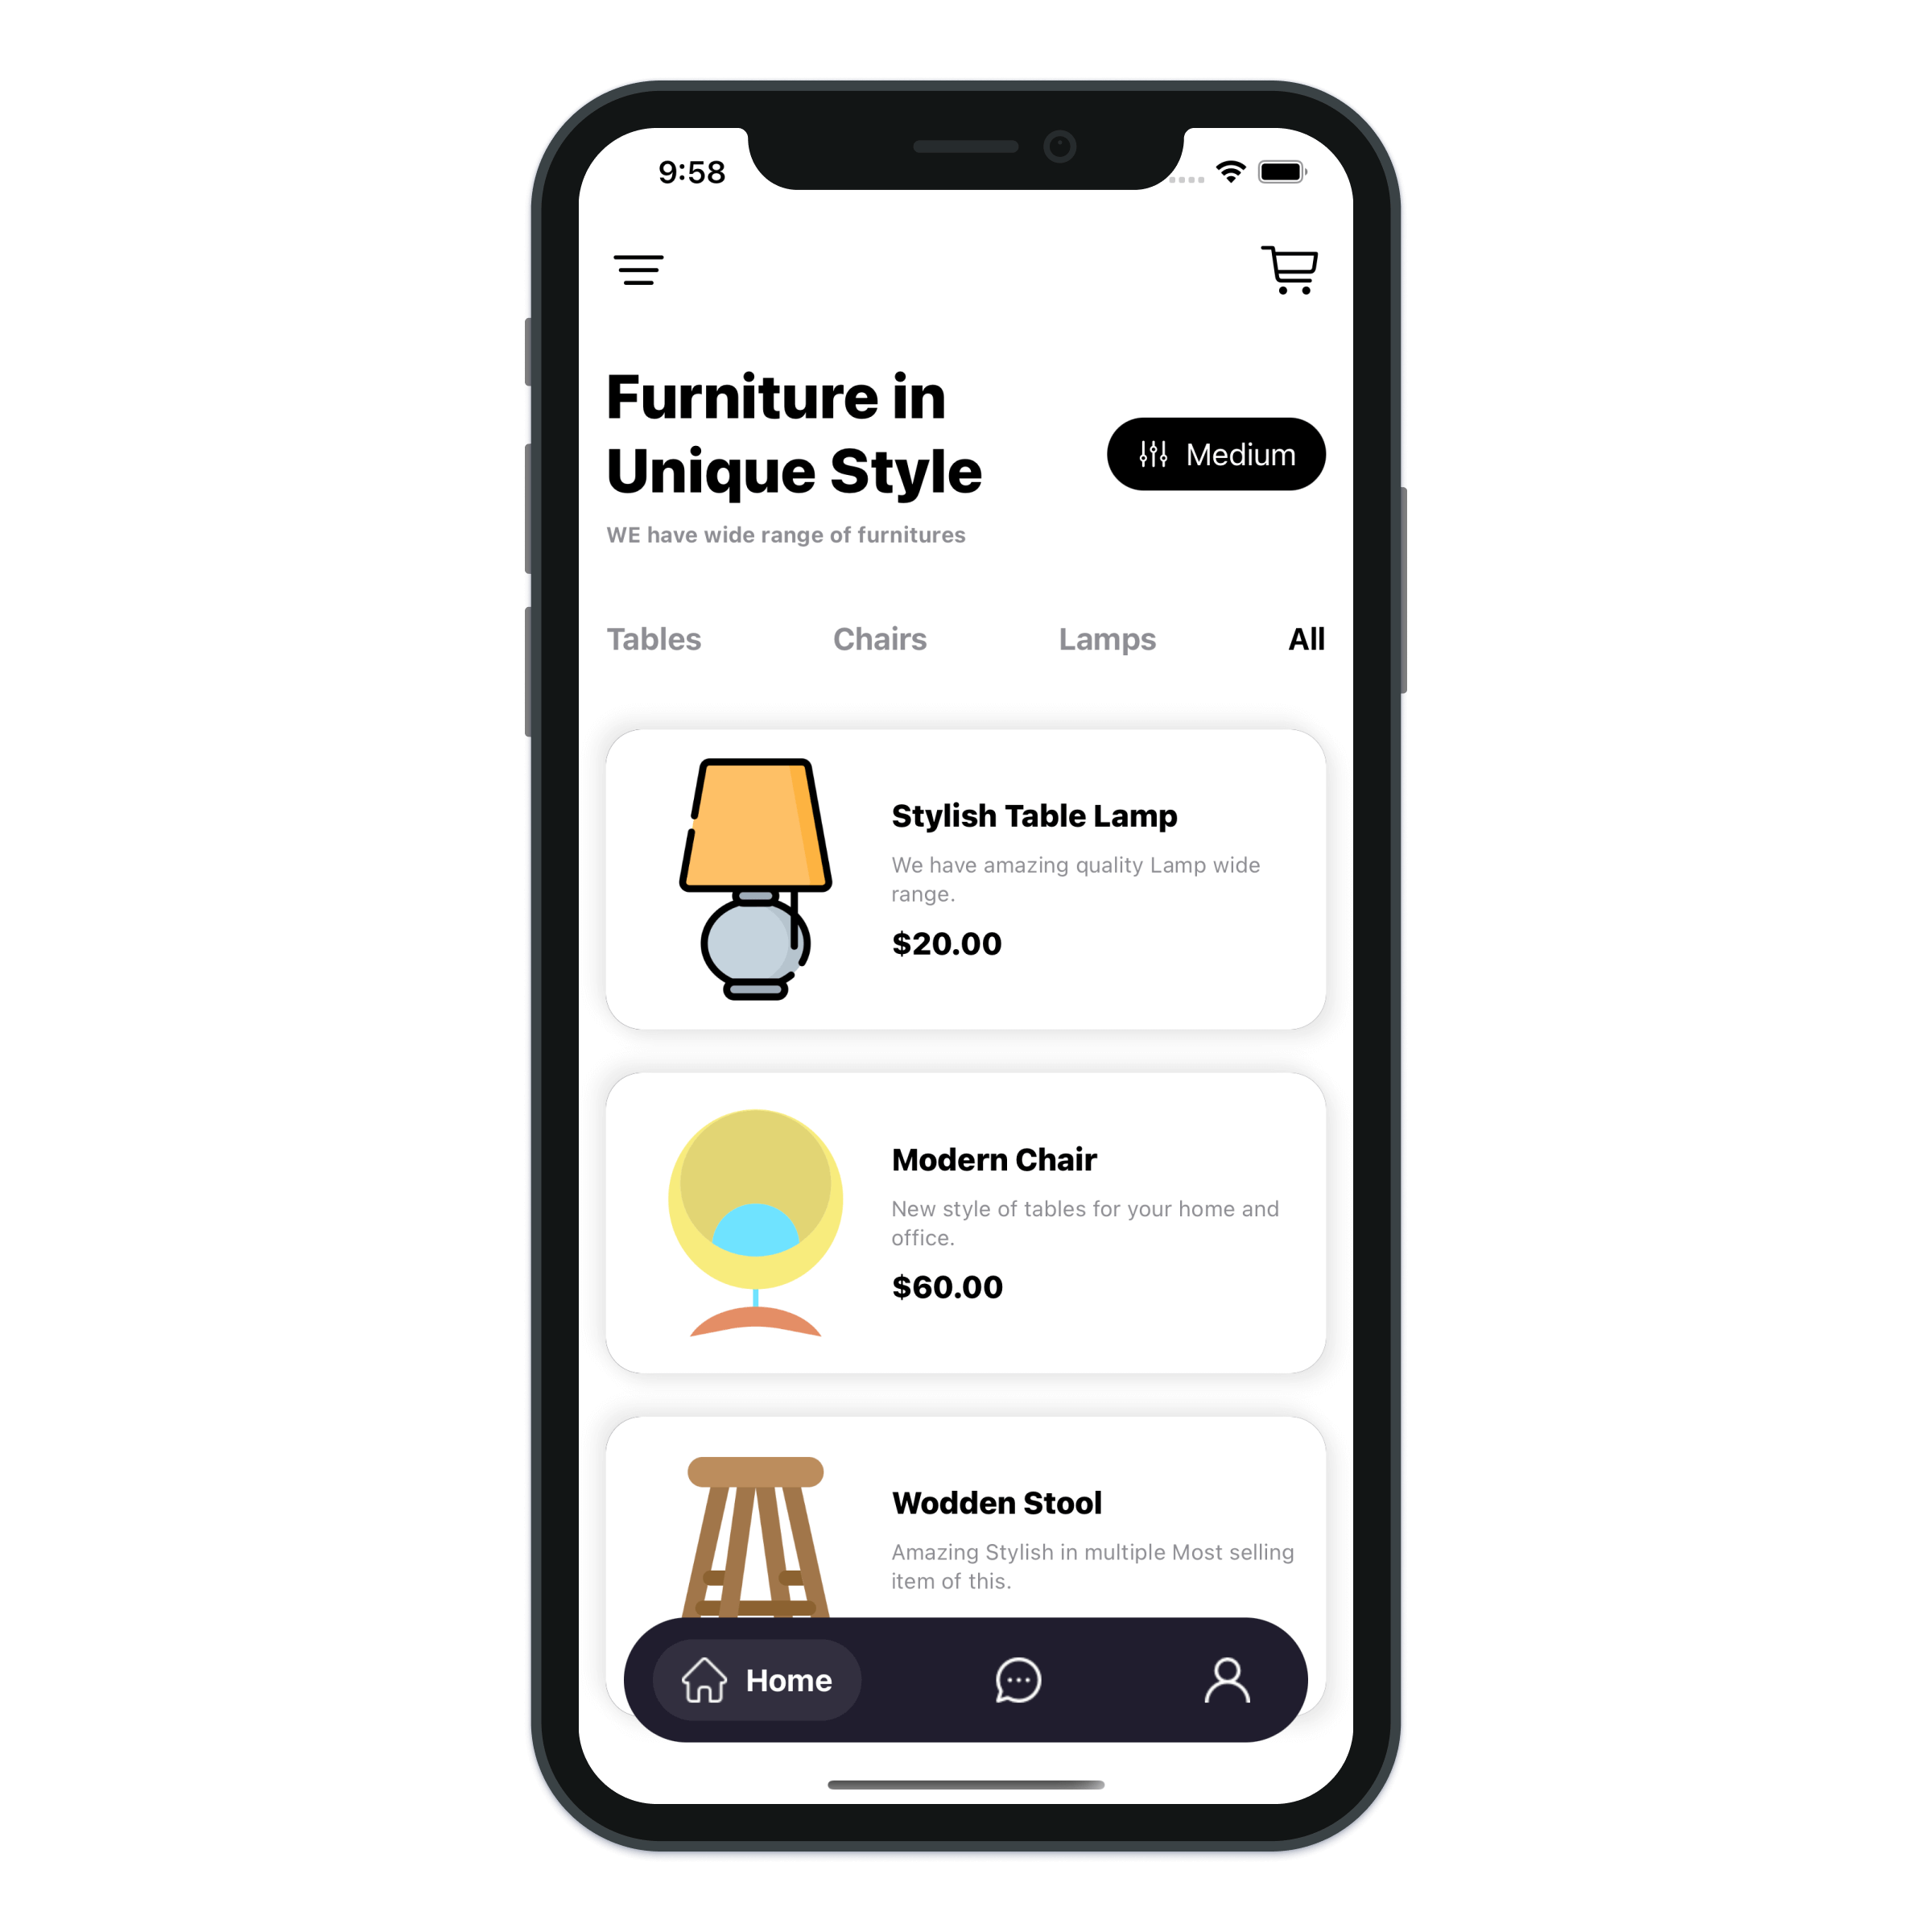 9:58
Furniture in
Unique Style
Medium
WE have wide range of furnitures
Tables Chairs Lamps All
Stylish Table Lamp
We have amazing quality Lamp wide
range.
$20.00
Modern Chair
New style of tables for your home and
office.
$60.00
Wodden Stool
Amazing Stylish in multiple Most selling
item of this.
Home